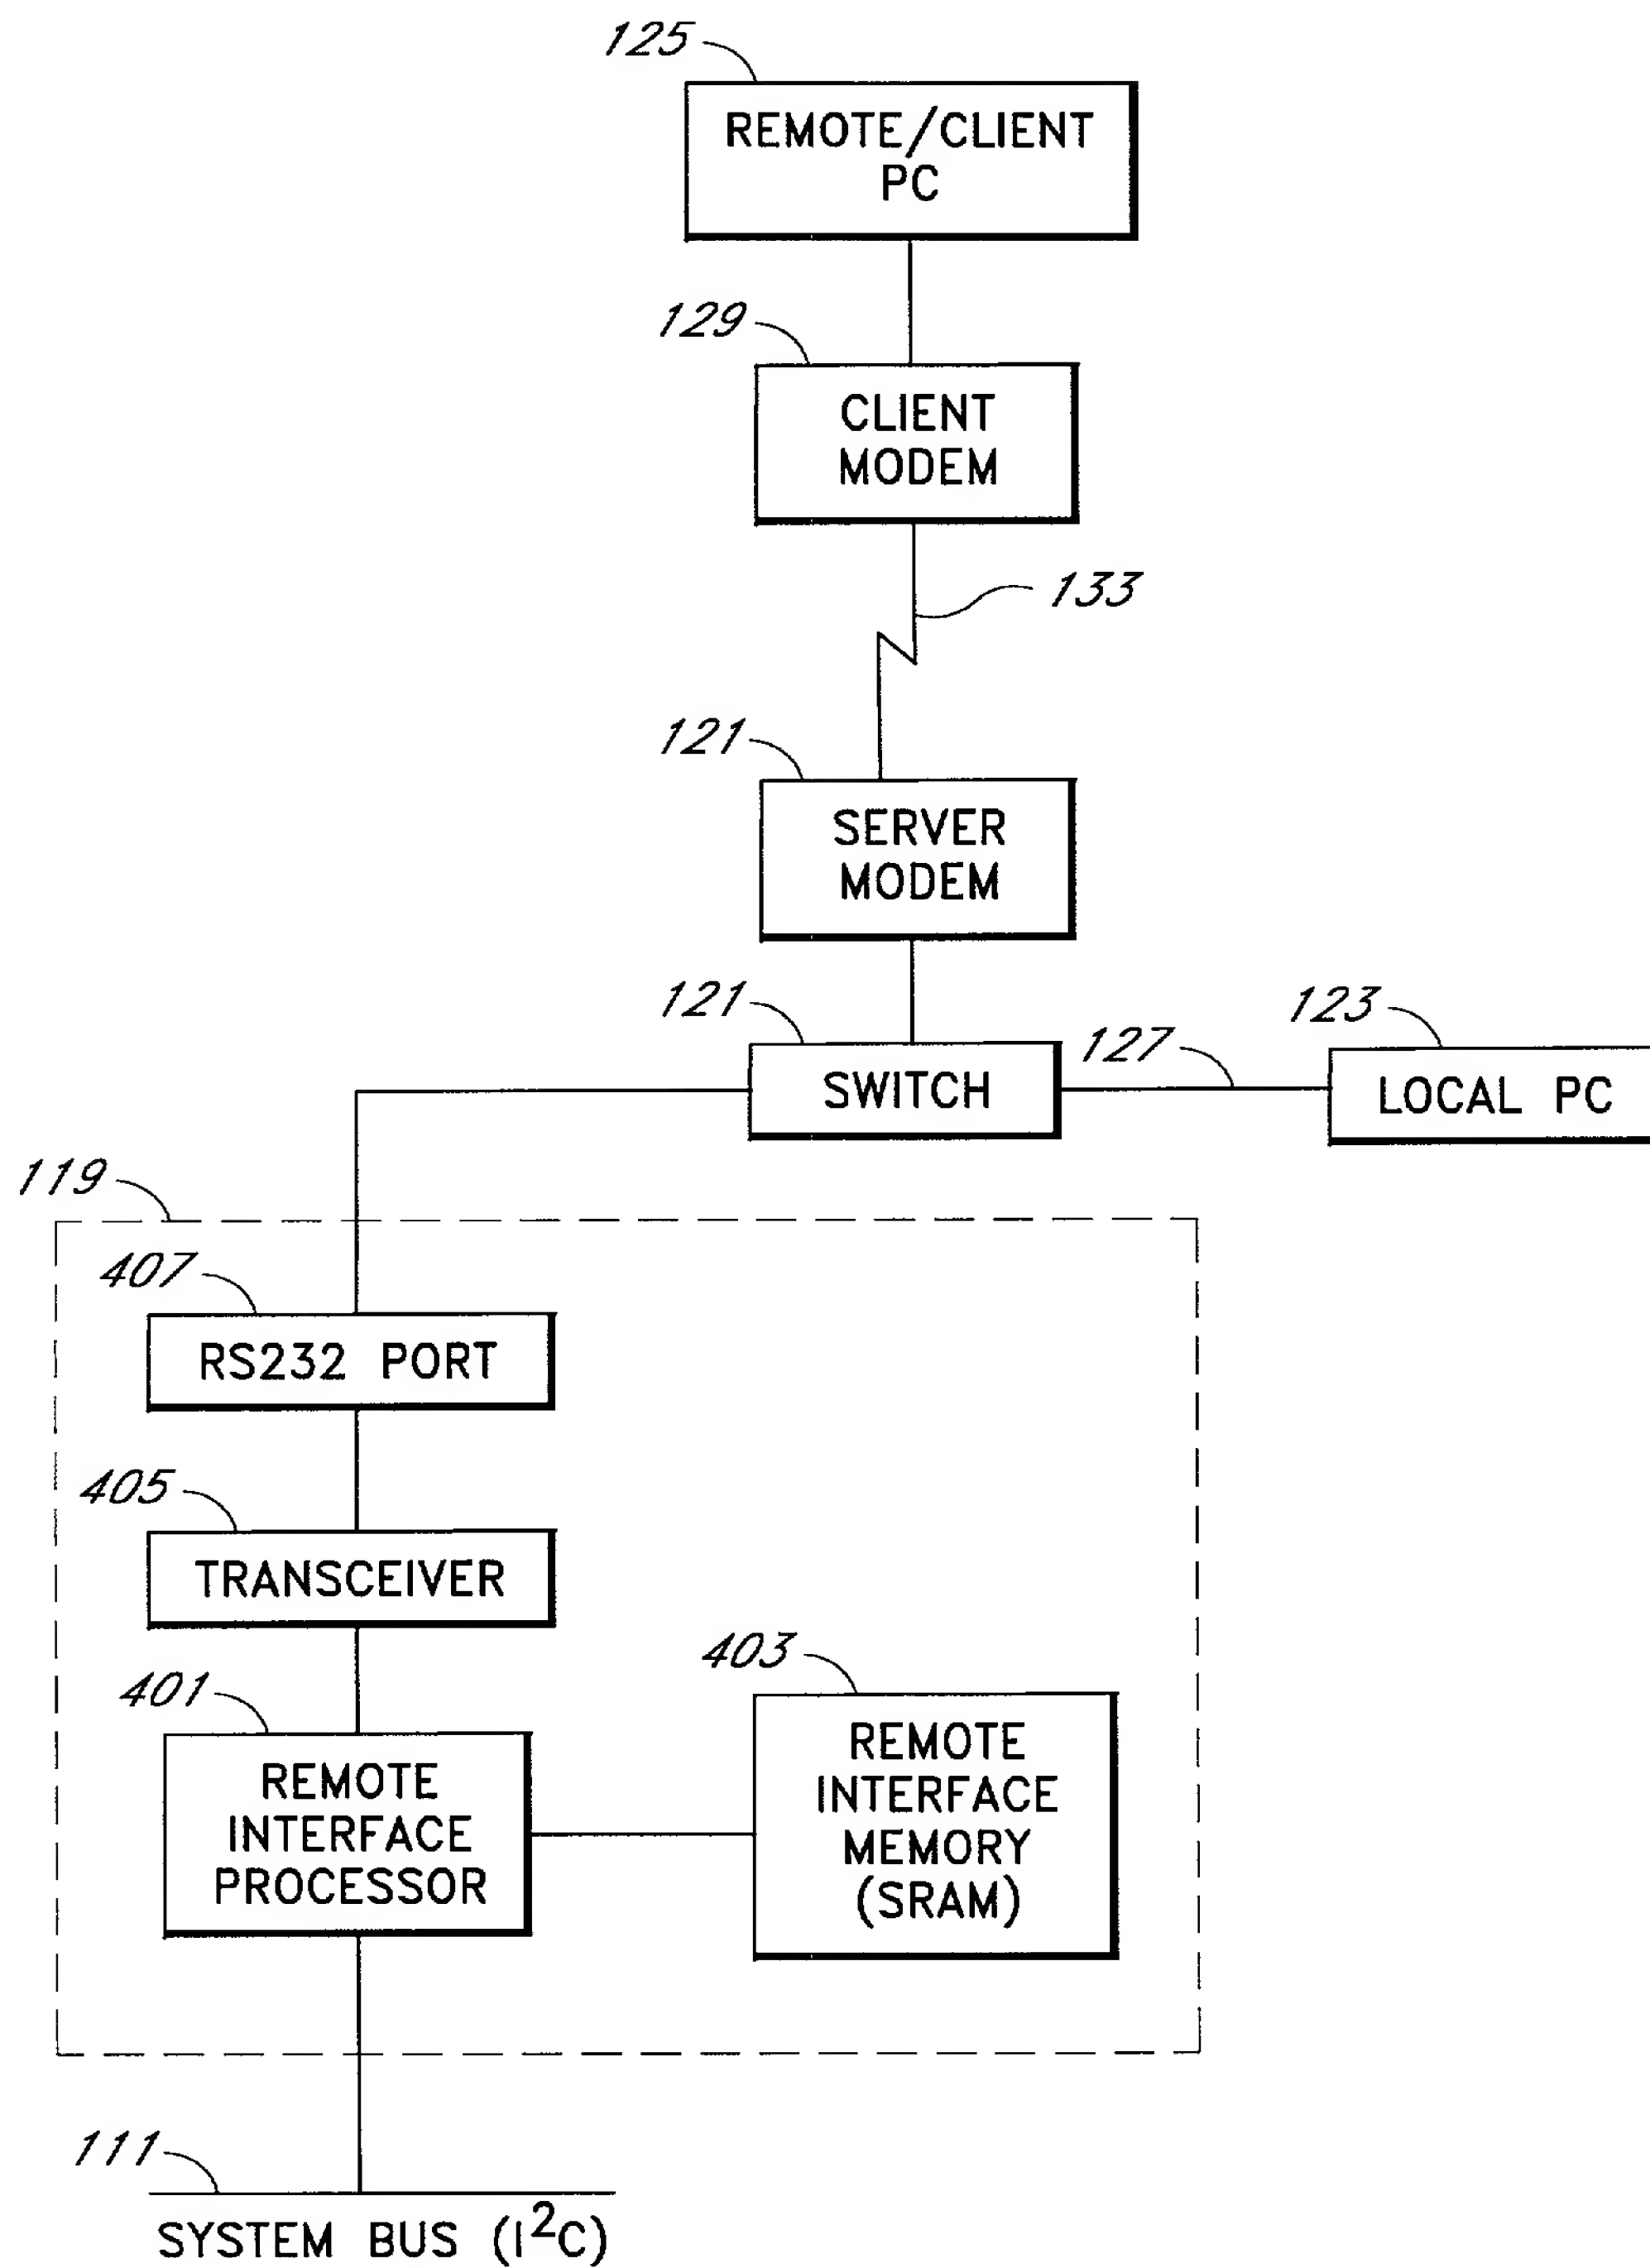 125
REMOTE/CLIENT
PC
129
CLIENT
MODEM
133
121
SERVER
MODEM
121
SWITCH
127
123
LOCAL PC
119
407
RS232 PORT
405
TRANSCEIVER
401
REMOTE
INTERFACE
PROCESSOR
403
REMOTE
INTERFACE
MEMORY
(SRAM)
111
SYSTEM BUS (I²C)